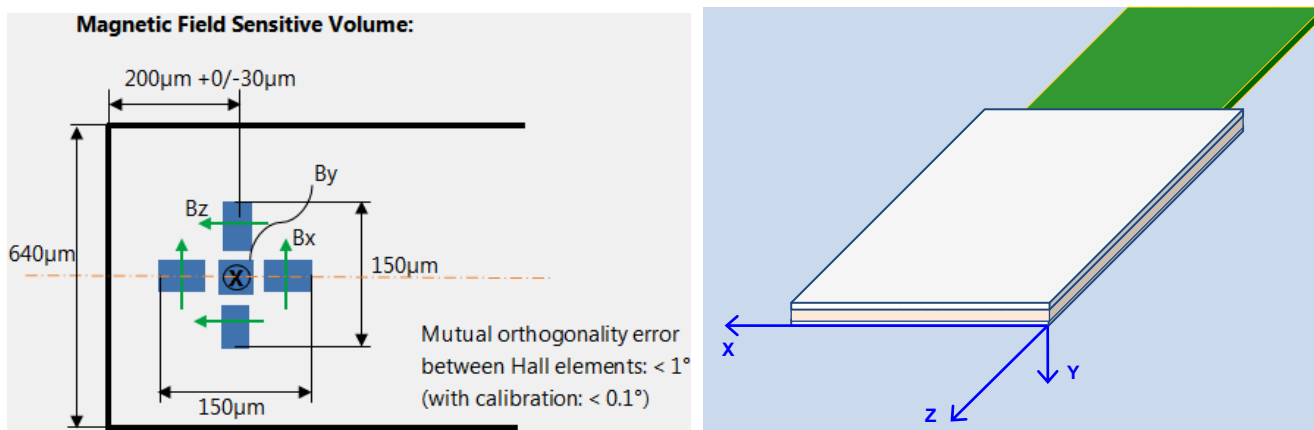 Magnetic Field Sensitive Volume:
200µm +0/-30µm
By
Bz
Bx
640µm
X
150µm
Mutual orthogonality error
between Hall elements: < 1°
(with calibration: < 0.1°)
150µm
X
Y
Z